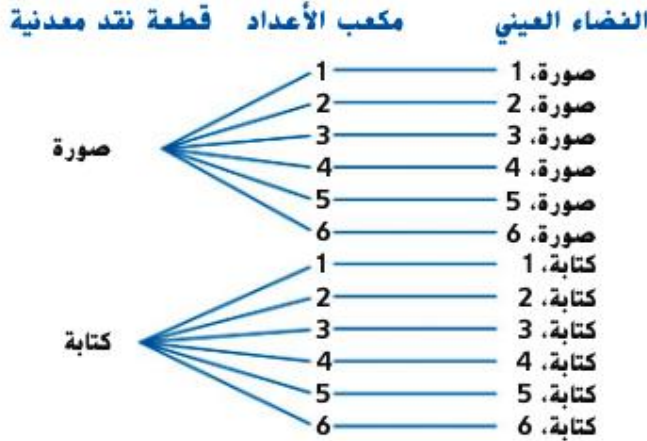 الفضاء العيني مكعب الأعداد قطعة نقد معدنية
1 صورة، 1
2 صورة، 2
3 صورة، 3
صورة
4 صورة، 4
5 صورة، 5
6 صورة، 6
1 كتابة، 1
2 كتابة، 2
3 كتابة، 3
كتابة
4 كتابة، 4
5 كتابة، 5
6 كتابة، 6